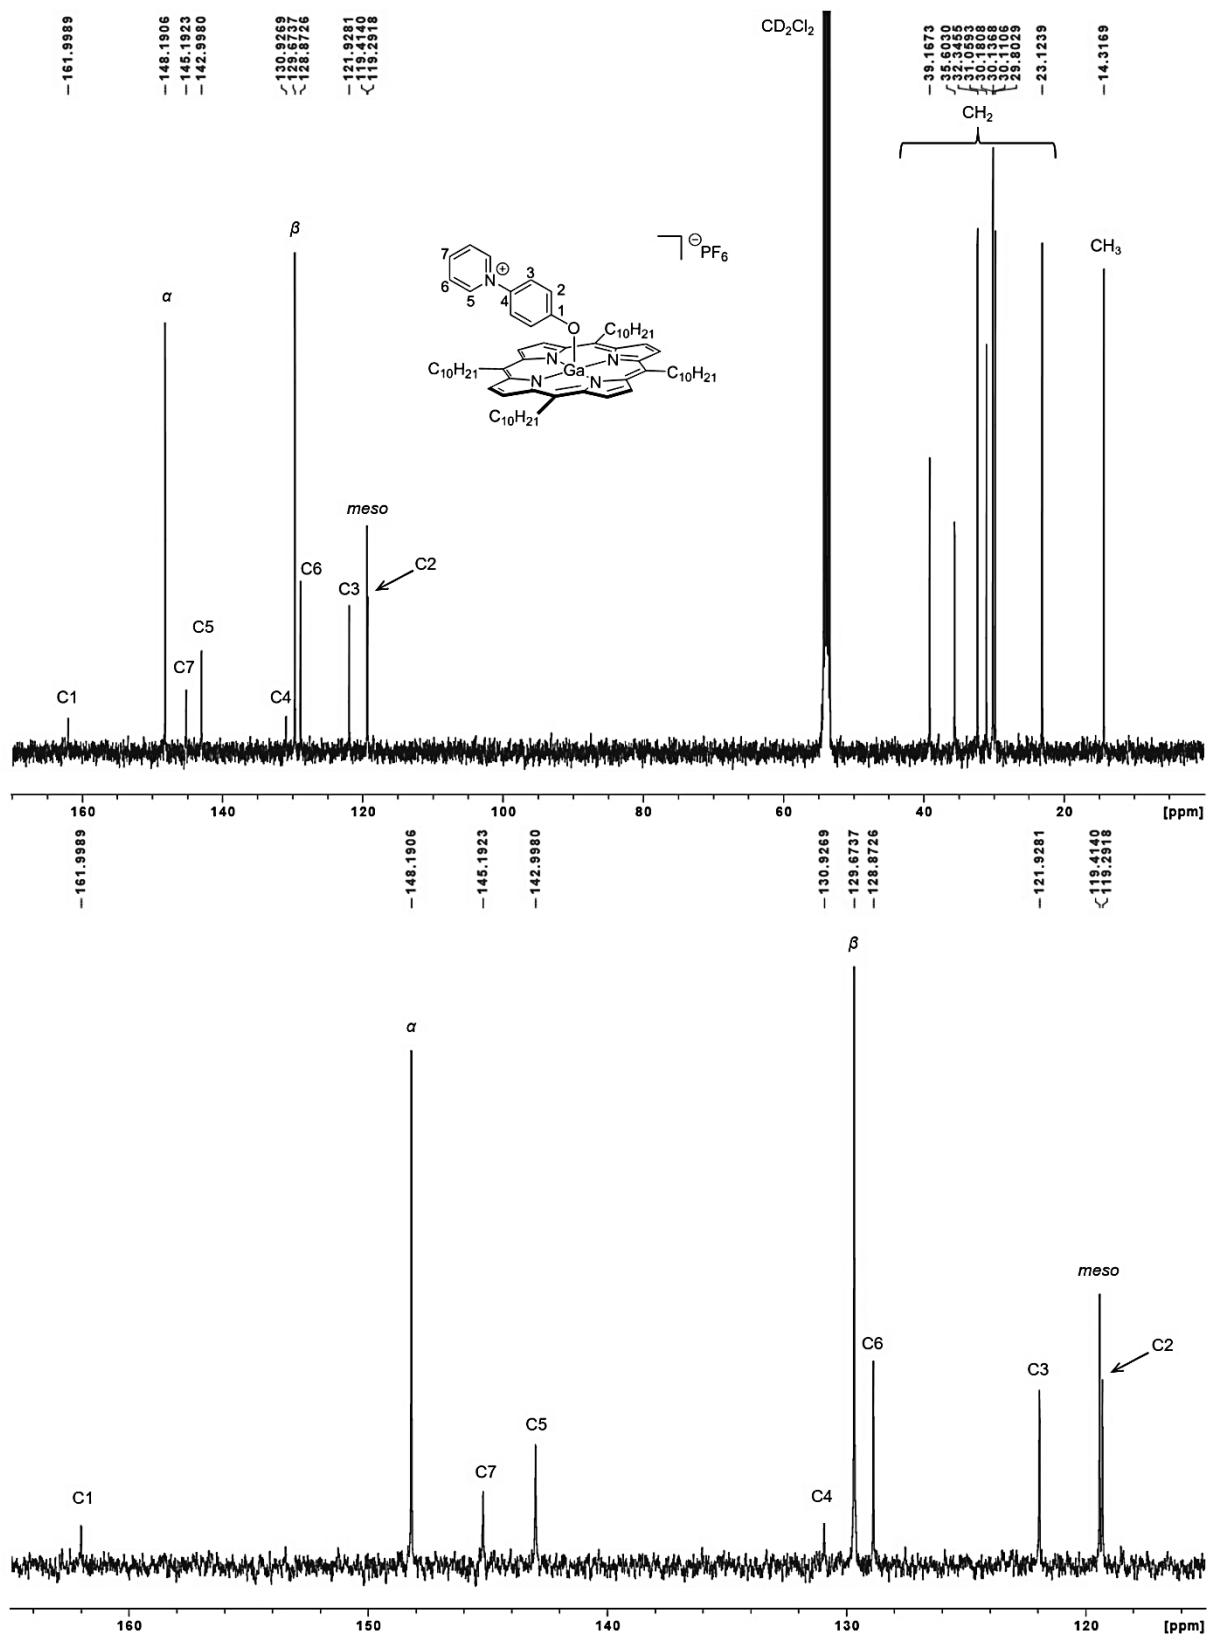 −161.9989
−148.1906
−145.1923
−142.9980
−130.9269
−129.6737
−128.8726
−121.9281
−119.4140
−119.2918
CD2Cl2
−39.1673
35.6030
32.3455
31.0593
30.1808
30.1368
30.1106
29.8029
−23.1239
−14.3169
CH2
α
β
meso
C6
C2
C3
C5
C7
C4
C1
CH3
7
6
5
N
+
4
3
2
1
O
−
PF6
C10H21
C10H21
C10H21
C10H21
N
N
N
N
Ga
160 140 120 100 80 60 40 20 [ppm]
−161.9989
−148.1906
−145.1923
−142.9980
−130.9269
−129.6737
−128.8726
−121.9281
119.4140
119.2918
β
α
meso
C6
C2
C3
C5
C7
C4
C1
160 150 140 130 120 [ppm]